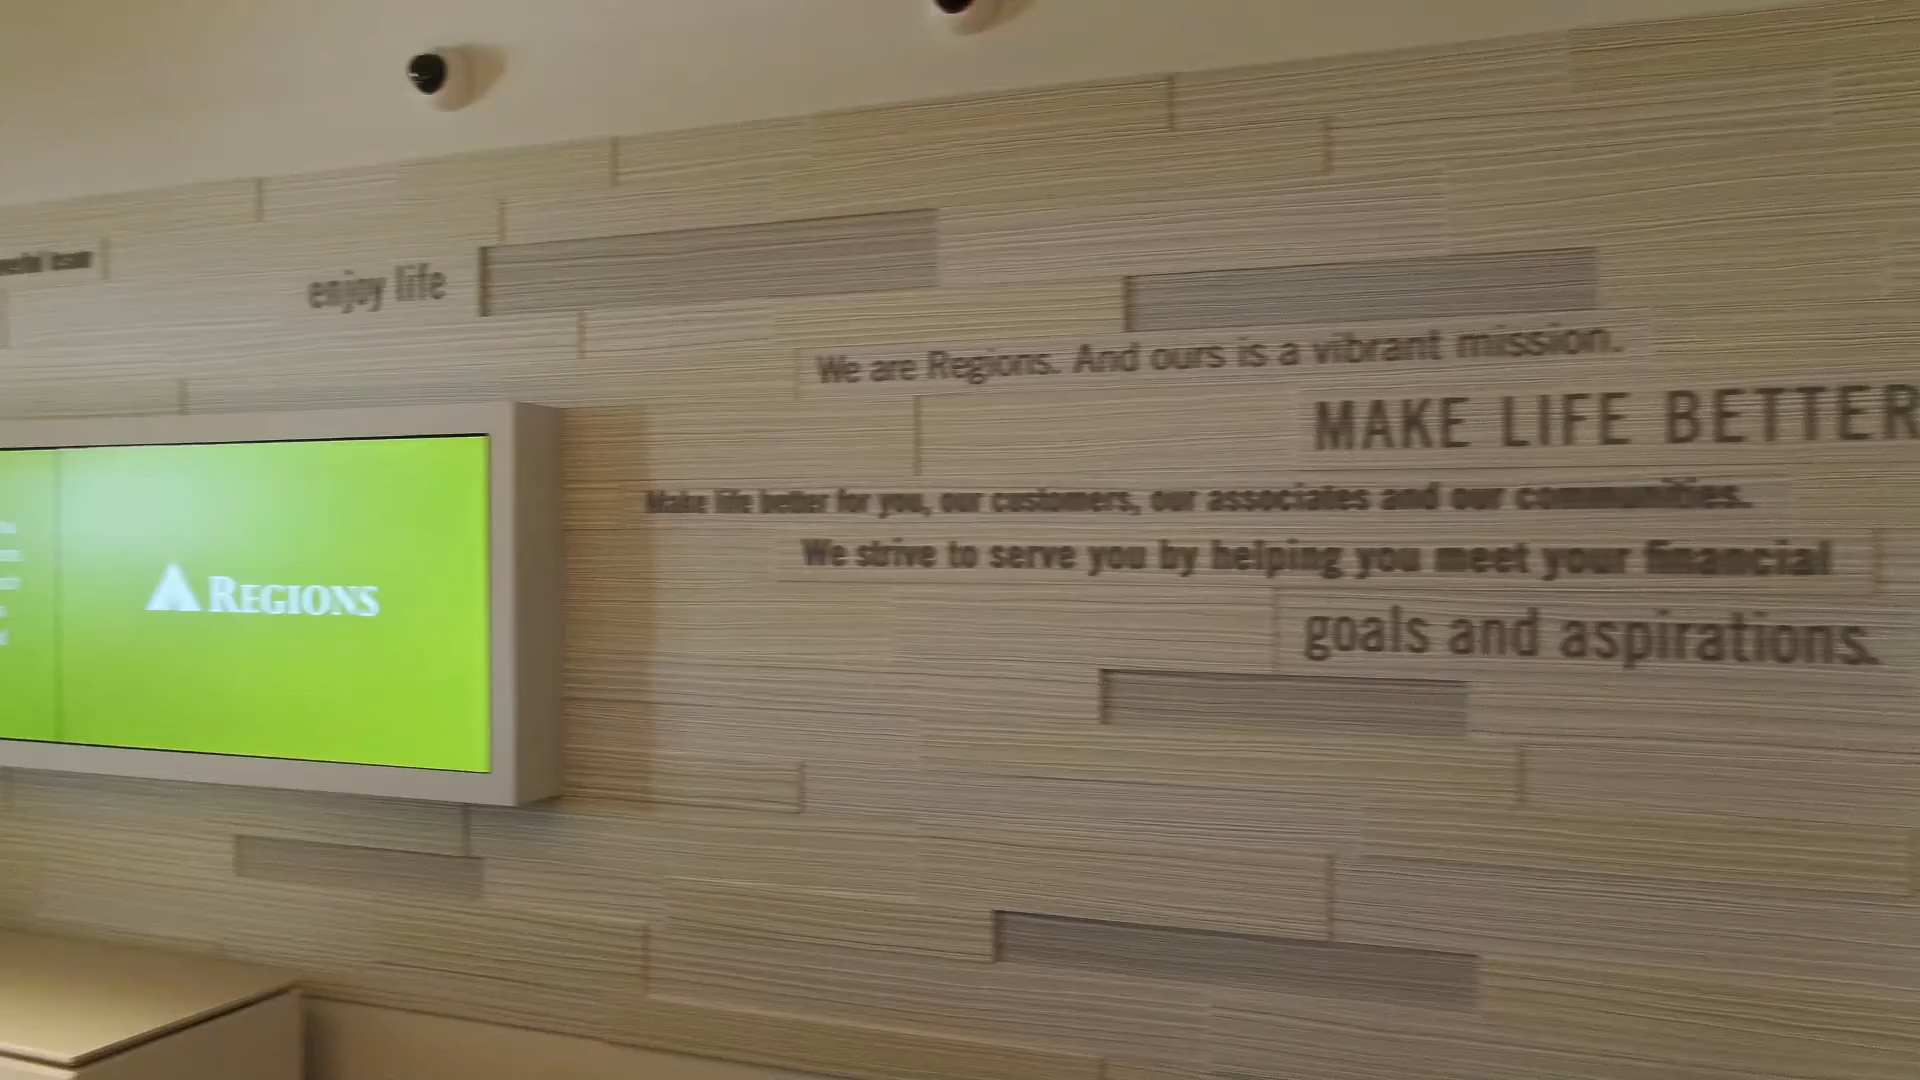 enjoy life
We are Regions. And ours is a vibrant mission.
MAKE LIFE BETTER
Make life better for you, our customers, our associates and our communities.
We strive to serve you by helping you meet your financial
goals and aspirations.
REGIONS